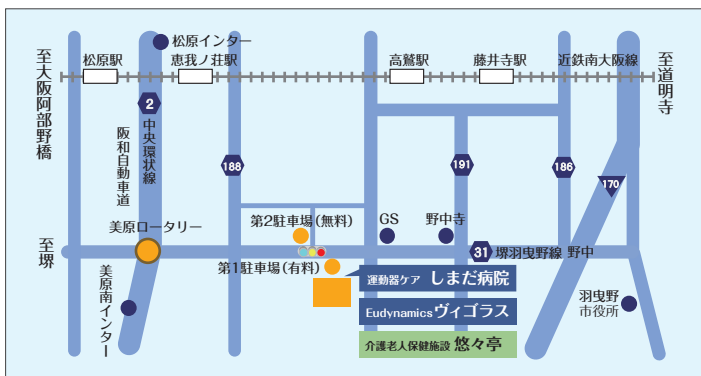 松原インター
松原駅
恵我ノ荘駅
高鷲駅
藤井寺駅
近鉄南大阪線
至大阪阿部野橋
至道明寺
2
中央環状線
阪和自動車道
188
191
186
170
美原ロータリー
第2駐車場(無料)
GS
野中寺
至堺
31
堺羽曳野線
野中
第1駐車場(有料)
美原南インター
運動器ケア しまだ病院
Eudynamics ヴィゴラス
介護老人保健施設 悠々亭
羽曳野
市役所